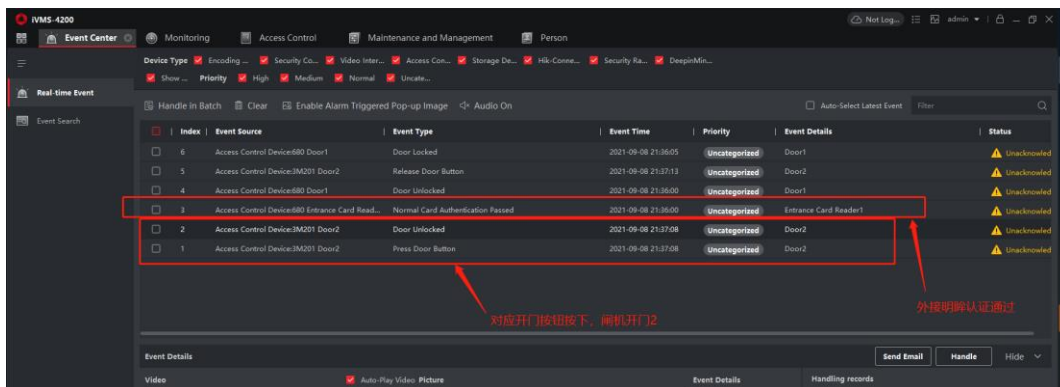 iVMS-4200
Not Log...
admin
Event Center
Monitoring
Access Control
Maintenance and Management
Person
Device Type Encoding ... Security Co... Video Inter... Access Con... Storage De... Hik-Conne... Security Ra... DeepinMin...
Show ... Priority High Medium Normal Uncate...
Real-time Event
Event Search
Handle in Batch Clear Enable Alarm Triggered Pop-up Image Audio On Auto-Select Latest Event Filter
Index Event Source Event Type Event Time Priority Event Details Status
6 Access Control Device:680 Door1 Door Locked 2021-09-08 21:36:05 Uncategorized Door1 Unacknowled
5 Access Control Device:3M201 Door2 Release Door Button 2021-09-08 21:37:13 Uncategorized Door2 Unacknowled
4 Access Control Device:680 Door1 Door Unlocked 2021-09-08 21:36:00 Uncategorized Door1 Unacknowled
3 Access Control Device:680 Entrance Card Read... Normal Card Authentication Passed 2021-09-08 21:36:00 Uncategorized Entrance Card Reader1 Unacknowled
2 Access Control Device:3M201 Door2 Door Unlocked 2021-09-08 21:37:08 Uncategorized Door2 Unacknowled
1 Access Control Device:3M201 Door2 Press Door Button 2021-09-08 21:37:08 Uncategorized Door2 Unacknowled
外接明眸认证通过
对应开门按钮按下，闸机开门2
Event Details Send Email Handle Hide
Video Auto-Play Video Picture Event Details Handling records